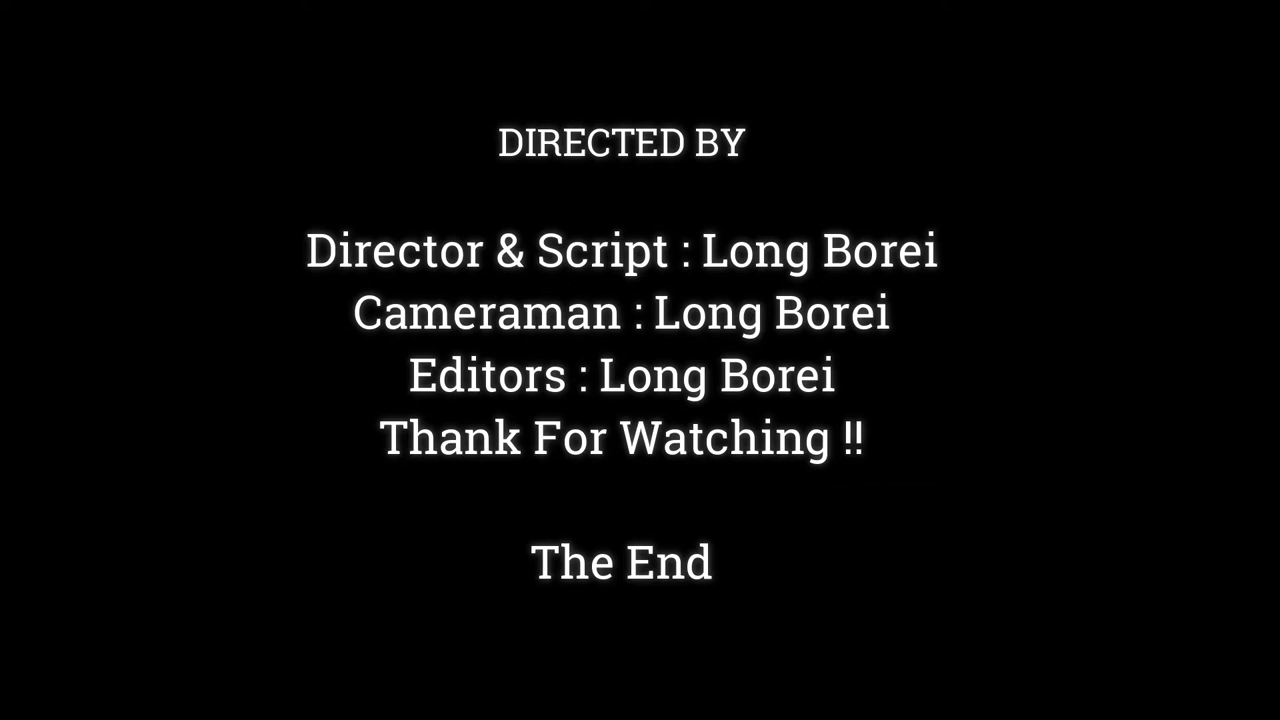 DIRECTED BY
Director & Script : Long Borei
Cameraman : Long Borei
Editors : Long Borei
Thank For Watching !!
The End